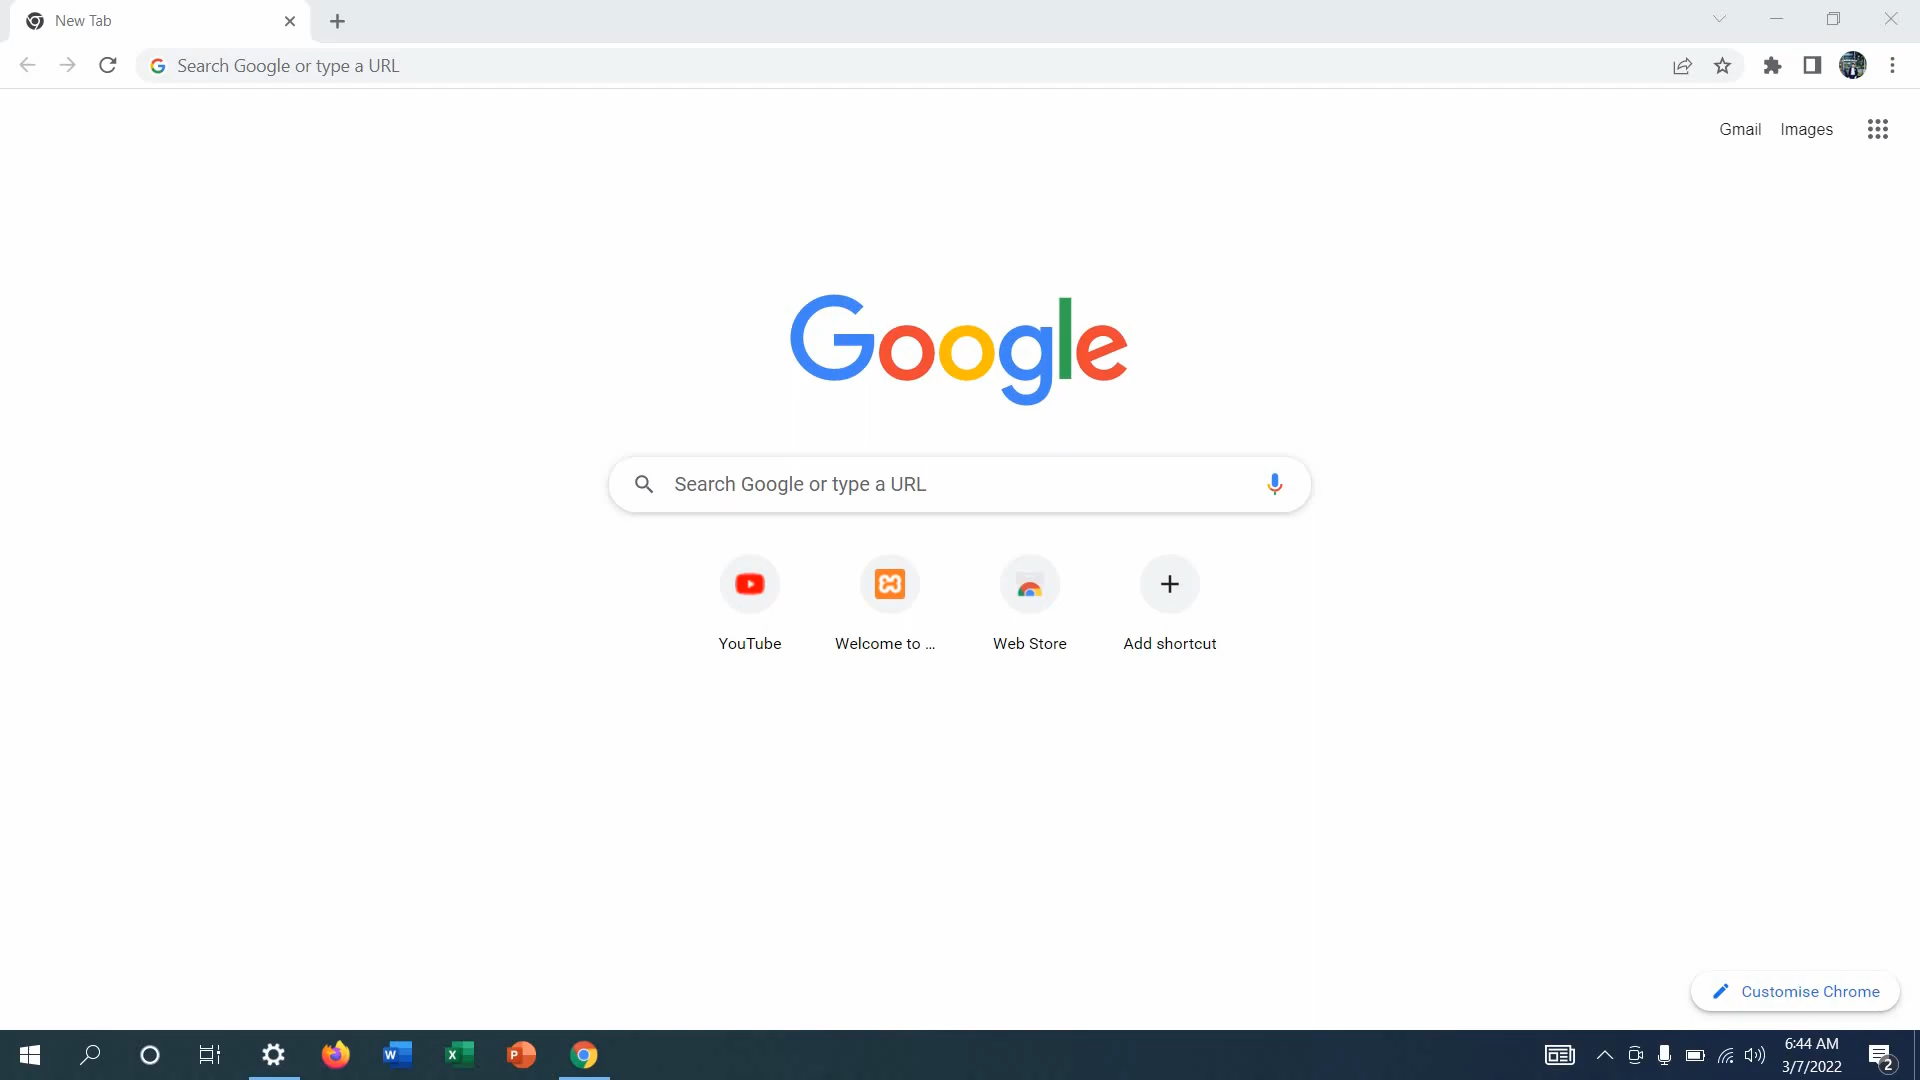 New Tab
Search Google or type a URL
Gmail Images
Google
Search Google or type a URL
YouTube
Welcome to ...
Web Store
Add shortcut
Customise Chrome
6:44 AM
3/7/2022
2